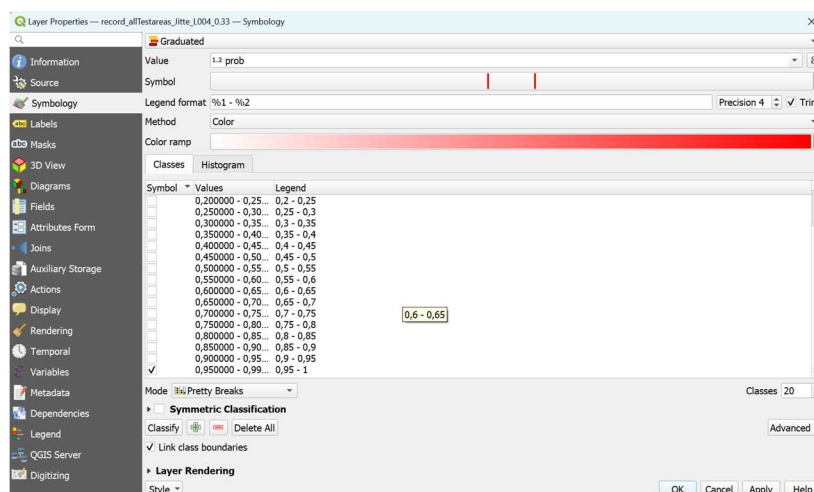 Layer Properties — record_allTestareas_Jitte_L004_0.33 — Symbology
Information
Source
Symbology
Labels
Masks
3D View
Diagrams
Fields
Attributes Form
Joins
Auxiliary Storage
Actions
Display
Rendering
Temporal
Variables
Metadata
Dependencies
Legend
QGIS Server
Digitizing
Graduated
Value 1.2 prob
Symbol
Legend format %1 - %2 Precision 4 Trim
Method Color
Color ramp
Classes Histogram
Symbol Values Legend
0,200000 - 0,25... 0,2 - 0,25
0,250000 - 0,30... 0,25 - 0,3
0,300000 - 0,35... 0,3 - 0,35
0,350000 - 0,40... 0,35 - 0,4
0,400000 - 0,45... 0,4 - 0,45
0,450000 - 0,50... 0,45 - 0,5
0,500000 - 0,55... 0,5 - 0,55
0,550000 - 0,60... 0,55 - 0,6
0,600000 - 0,65... 0,6 - 0,65
0,650000 - 0,70... 0,65 - 0,7
0,700000 - 0,75... 0,7 - 0,75
0,750000 - 0,80... 0,75 - 0,8
0,800000 - 0,85... 0,8 - 0,85
0,850000 - 0,90... 0,85 - 0,9
0,900000 - 0,95... 0,9 - 0,95
0,950000 - 0,99... 0,95 - 1
0,6 - 0,65
Mode Pretty Breaks Classes 20
Symmetric Classification
Classify Delete All Advanced
Link class boundaries
Layer Rendering
Style OK Cancel Apply Help